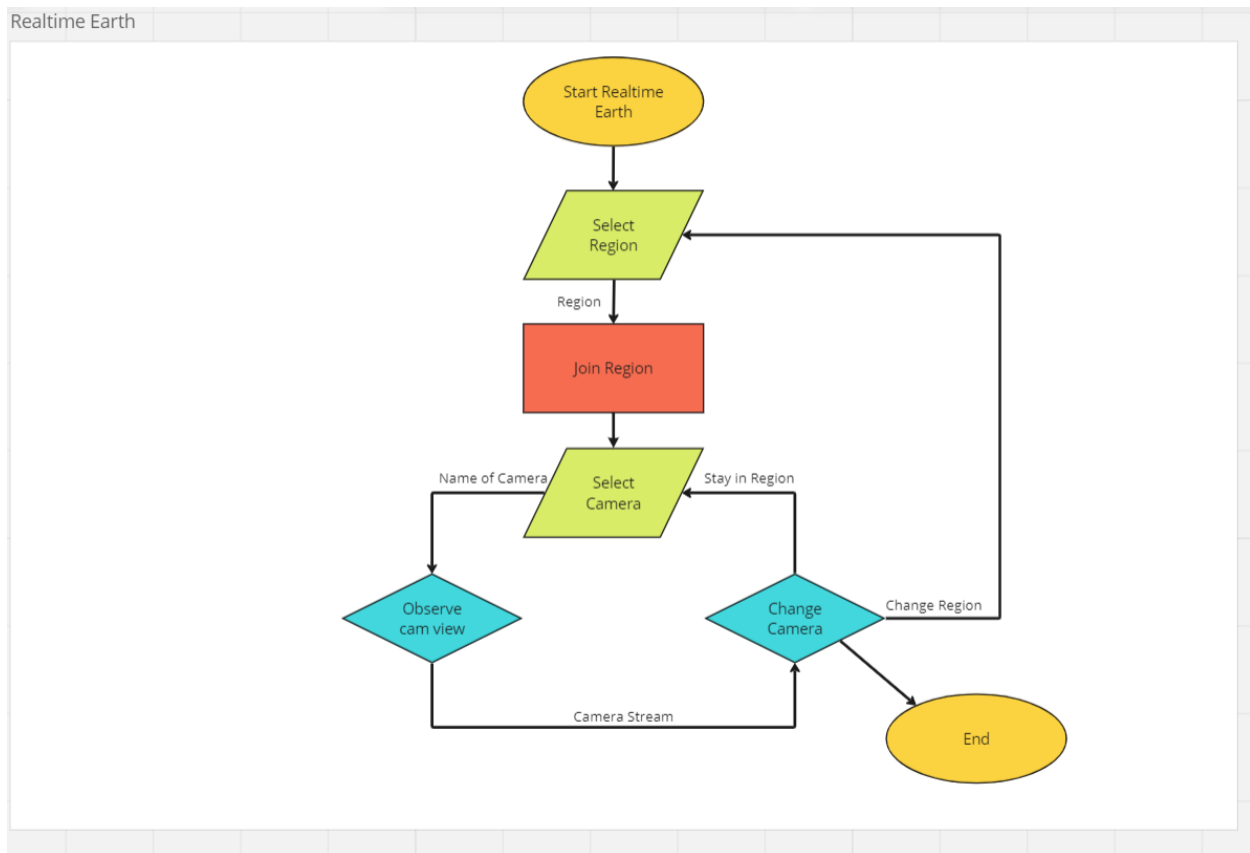 Realtime Earth
Start Realtime
Earth
Select
Region
Region
Join Region
Name of Camera
Select
Camera
Stay in Region
Observe
cam view
Change
Camera
Change Region
Camera Stream
End